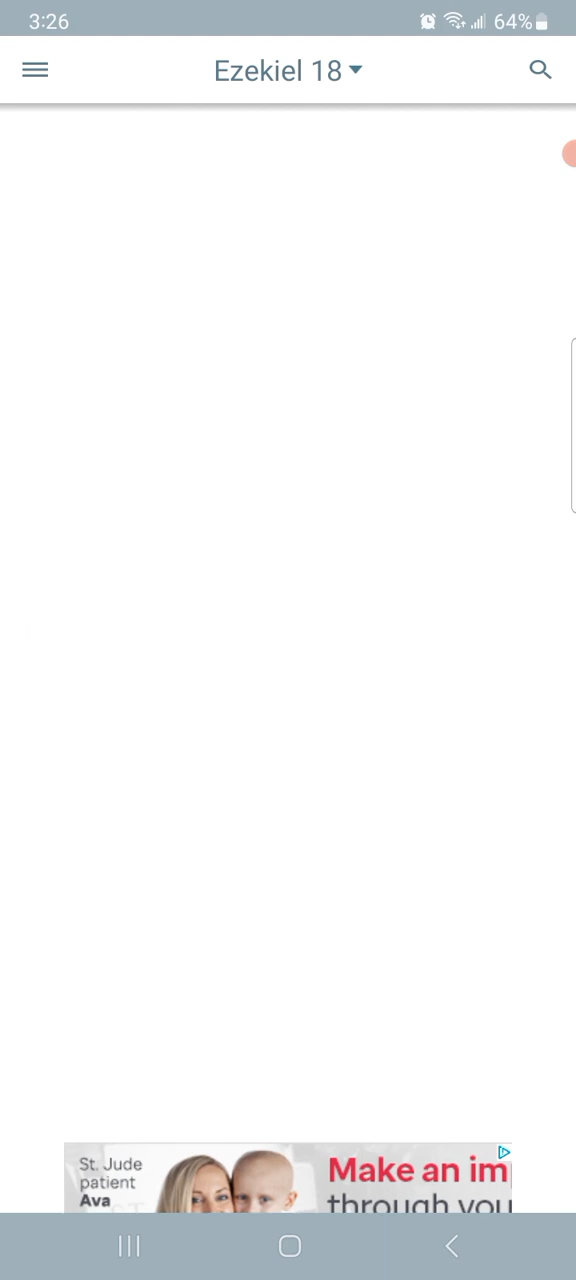 3:26
64%
Ezekiel 18
St. Jude
patient
Ava
Make an im
through you